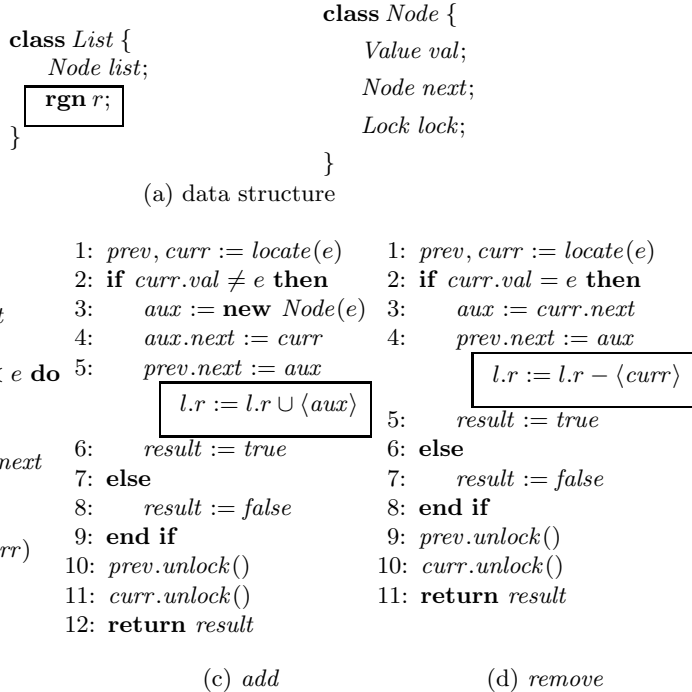 class List {
Node list;
rgn r;
}
class Node {
Value val;
Node next;
Lock lock;
}
(a) data structure
e do
next
rr)
1: prev, curr := locate(e)
2: if curr.val ≠ e then
3: aux := new Node(e)
4: aux.next := curr
5: prev.next := aux
l.r := l.r ∪ ⟨aux⟩
6: result := true
7: else
8: result := false
9: end if
10: prev.unlock()
11: curr.unlock()
12: return result
(c) add
1: prev, curr := locate(e)
2: if curr.val = e then
3: aux := curr.next
4: prev.next := aux
l.r := l.r − ⟨curr⟩
5: result := true
6: else
7: result := false
8: end if
9: prev.unlock()
10: curr.unlock()
11: return result
(d) remove